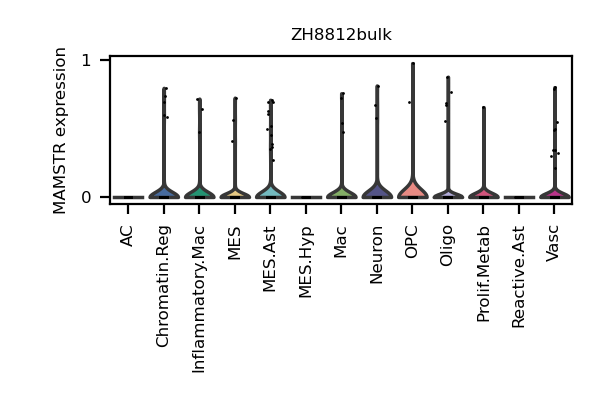 ZH8812bulk
MAMSTR expression
1
0
AC
Chromatin.Reg
Inflammatory.Mac
MES
MES.Ast
MES.Hyp
Mac
Neuron
OPC
Oligo
Prolif.Metab
Reactive.Ast
Vasc